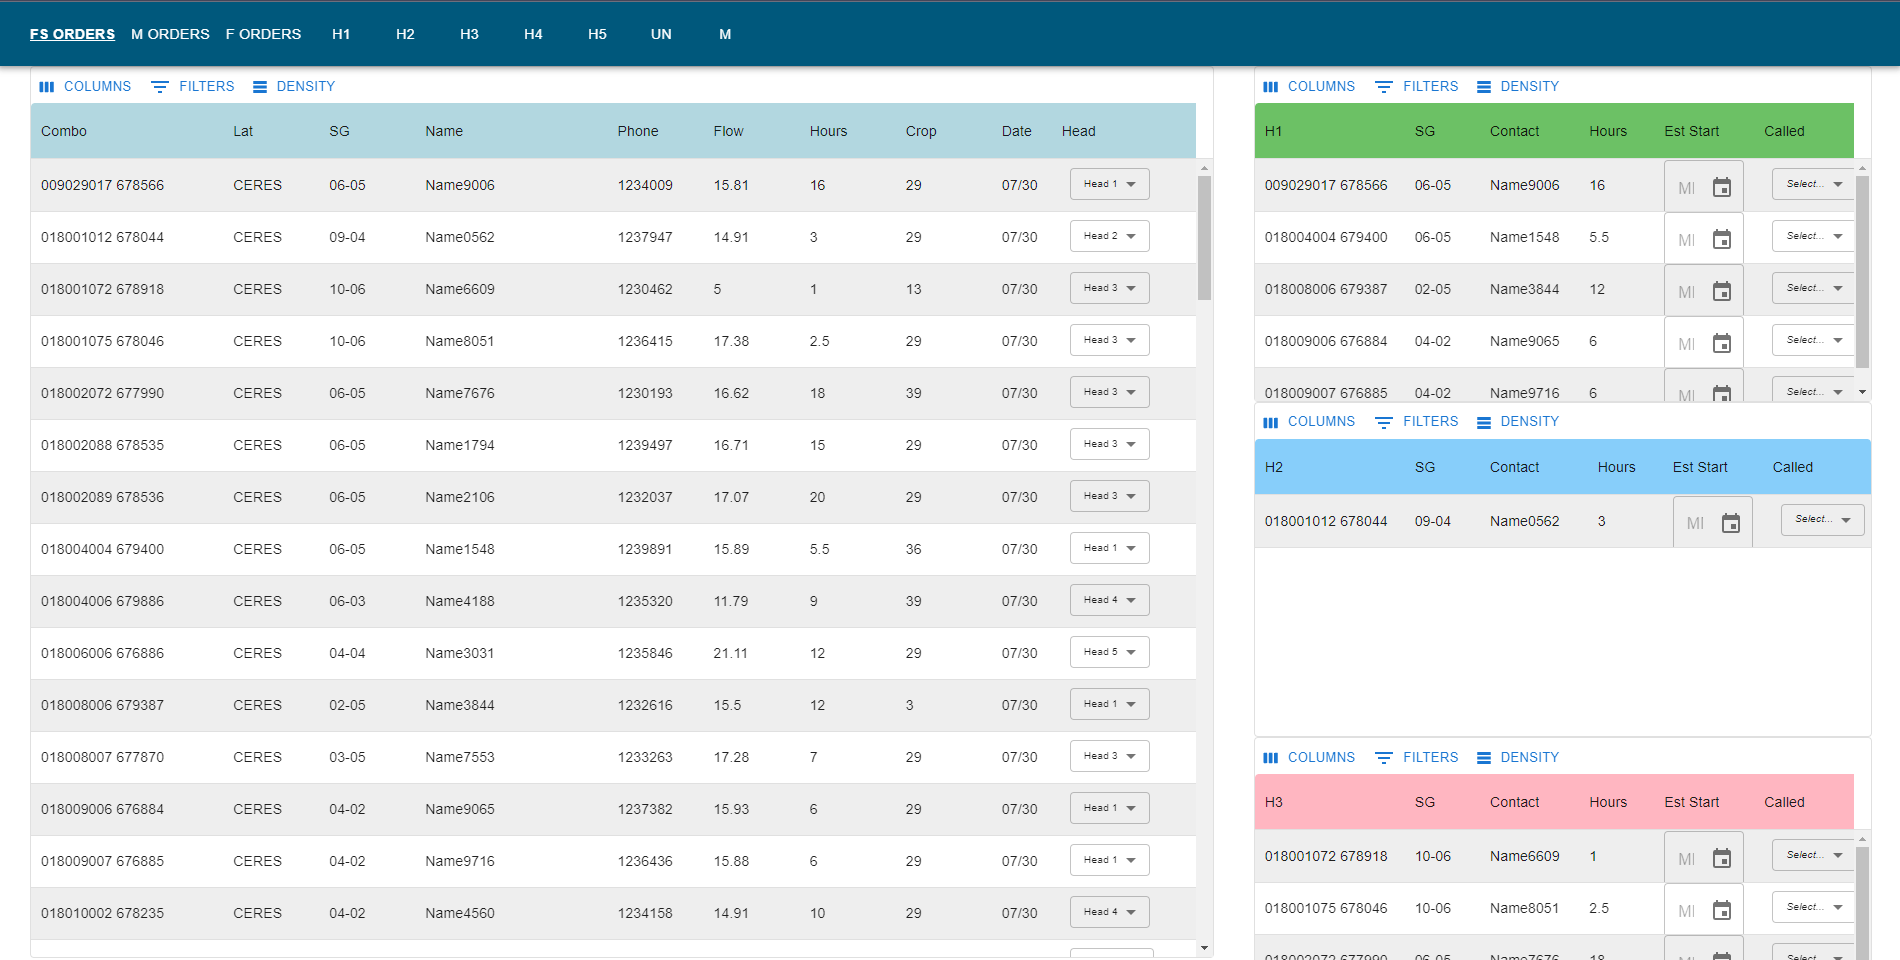 FS ORDERS M ORDERS F ORDERS H1 H2 H3 H4 H5 UN M
COLUMNS FILTERS DENSITY
Combo Lat SG Name Phone Flow Hours Crop Date Head
009029017 678566 CERES 06-05 Name9006 1234009 15.81 16 29 07/30 Head 1
018001012 678044 CERES 09-04 Name0562 1237947 14.91 3 29 07/30 Head 2
018001072 678918 CERES 10-06 Name6609 1230462 5 1 13 07/30 Head 3
018001075 678046 CERES 10-06 Name8051 1236415 17.38 2.5 29 07/30 Head 3
018002072 677990 CERES 06-05 Name7676 1230193 16.62 18 39 07/30 Head 3
018002088 678535 CERES 06-05 Name1794 1239497 16.71 15 29 07/30 Head 3
018002089 678536 CERES 06-05 Name2106 1232037 17.07 20 29 07/30 Head 3
018004004 679400 CERES 06-05 Name1548 1239891 15.89 5.5 36 07/30 Head 1
018004006 679886 CERES 06-03 Name4188 1235320 11.79 9 39 07/30 Head 4
018006006 676886 CERES 04-04 Name3031 1235846 21.11 12 29 07/30 Head 5
018008006 679387 CERES 02-05 Name3844 1232616 15.5 12 3 07/30 Head 1
018008007 677870 CERES 03-05 Name7553 1233263 17.28 7 29 07/30 Head 3
018009006 676884 CERES 04-02 Name9065 1237382 15.93 6 29 07/30 Head 1
018009007 676885 CERES 04-02 Name9716 1236436 15.88 6 29 07/30 Head 1
018010002 678235 CERES 04-02 Name4560 1234158 14.91 10 29 07/30 Head 4
COLUMNS FILTERS DENSITY
H1 SG Contact Hours Est Start Called
009029017 678566 06-05 Name9006 16 MI Select...
018004004 679400 06-05 Name1548 5.5 MI Select...
018008006 679387 02-05 Name3844 12 MI Select...
018009006 676884 04-02 Name9065 6 MI Select...
018009007 676885 04-02 Name9716 6 MI Select...
COLUMNS FILTERS DENSITY
H2 SG Contact Hours Est Start Called
018001012 678044 09-04 Name0562 3 MI Select...
COLUMNS FILTERS DENSITY
H3 SG Contact Hours Est Start Called
018001072 678918 10-06 Name6609 1 MI Select...
018001075 678046 10-06 Name8051 2.5 MI Select...
018002072 677990 06-05 Name7676 18 MI Select...